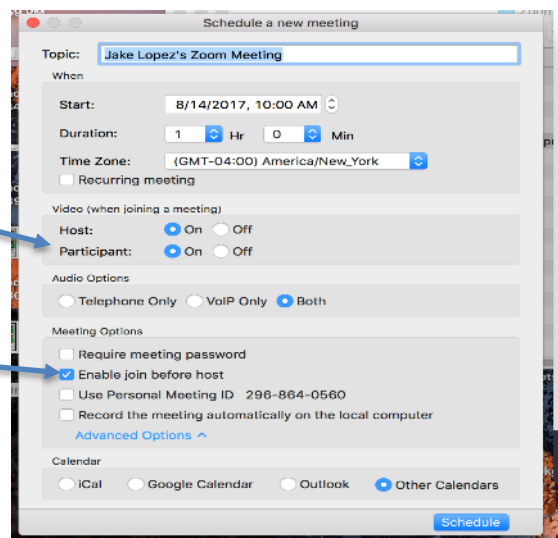 Schedule a new meeting
Topic: Jake Lopez's Zoom Meeting
When
Start: 8/14/2017, 10:00 AM
Duration: 1 Hr 0 Min
Time Zone: (GMT-04:00) America/New_York
Recurring meeting
Video (when joining a meeting)
Host: On Off
Participant: On Off
Audio Options
Telephone Only VoIP Only Both
Meeting Options
Require meeting password
Enable join before host
Use Personal Meeting ID 296-864-0560
Record the meeting automatically on the local computer
Advanced Options ^
Calendar
iCal Google Calendar Outlook Other Calendars
Schedule